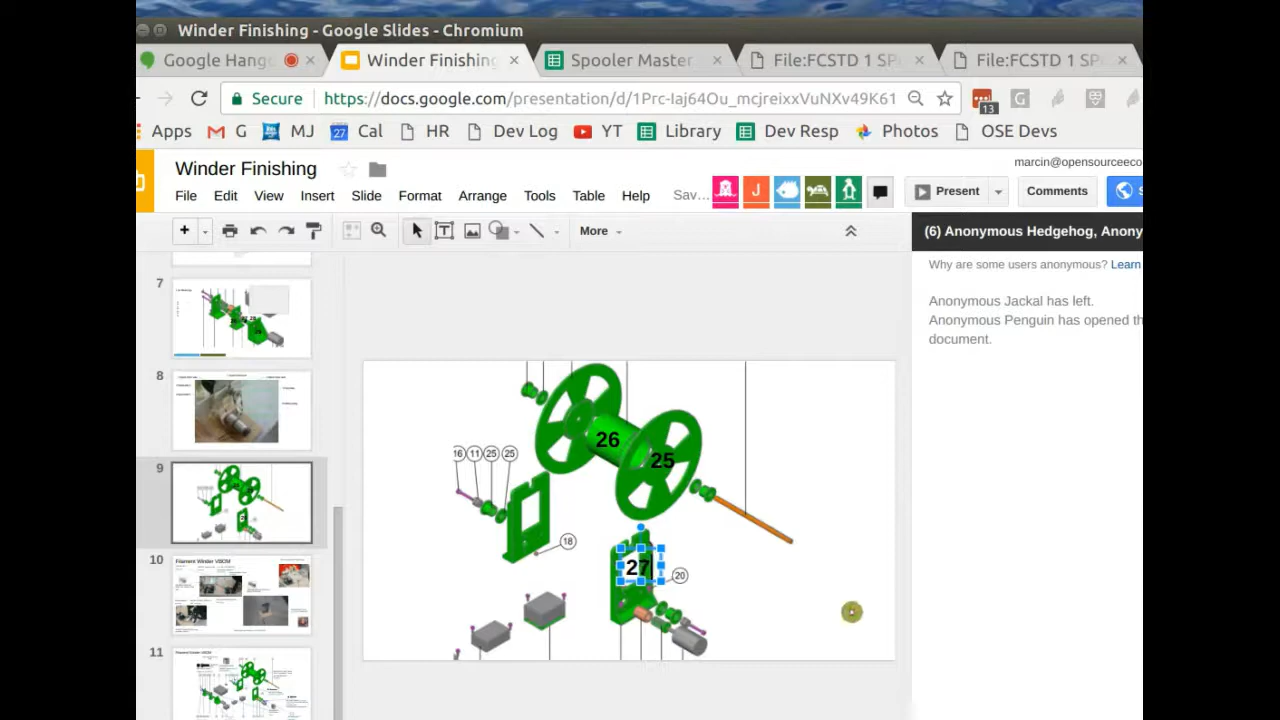 Winder Finishing - Google Slides - Chromium
Google Hang
Winder Finishing
Spooler Master
File:FCSTD 1 SP
File:FCSTD 1 SP
Secure
https://docs.google.com/presentation/d/1Prc-Iaj64Ou_mcjreixxVuNXv49K61
13
Apps
G
MJ
27
Cal
HR
Dev Log
YT
Library
Dev Resp
Photos
OSE Devs
Winder Finishing
marcin@opensourceeco
File
Edit
View
Insert
Slide
Format
Arrange
Tools
Table
Help
Sav...
J
Present
Comments
S
More
(6) Anonymous Hedgehog, Anony
Why are some users anonymous? Learn
Anonymous Jackal has left.
Anonymous Penguin has opened th
document.
7
8
9
10
Filament Winder V0CM
11
26
25
16
11
25
25
18
27
20